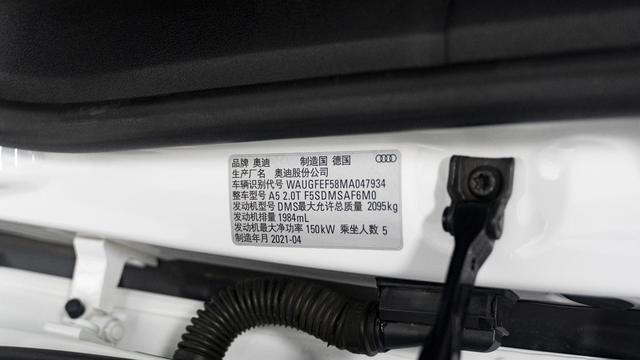 品牌 奥迪 制造国 德国
生产厂名 奥迪股份公司
车辆识别代号 WAUGFEF58MA047934
整车型号 A5 2.0T F5SDMSAF6M0
发动机型号 DMS最大允许总质量 2095kg
发动机排量 1984mL
发动机最大净功率 150kW 乘坐人数 5
制造年月 2021-04